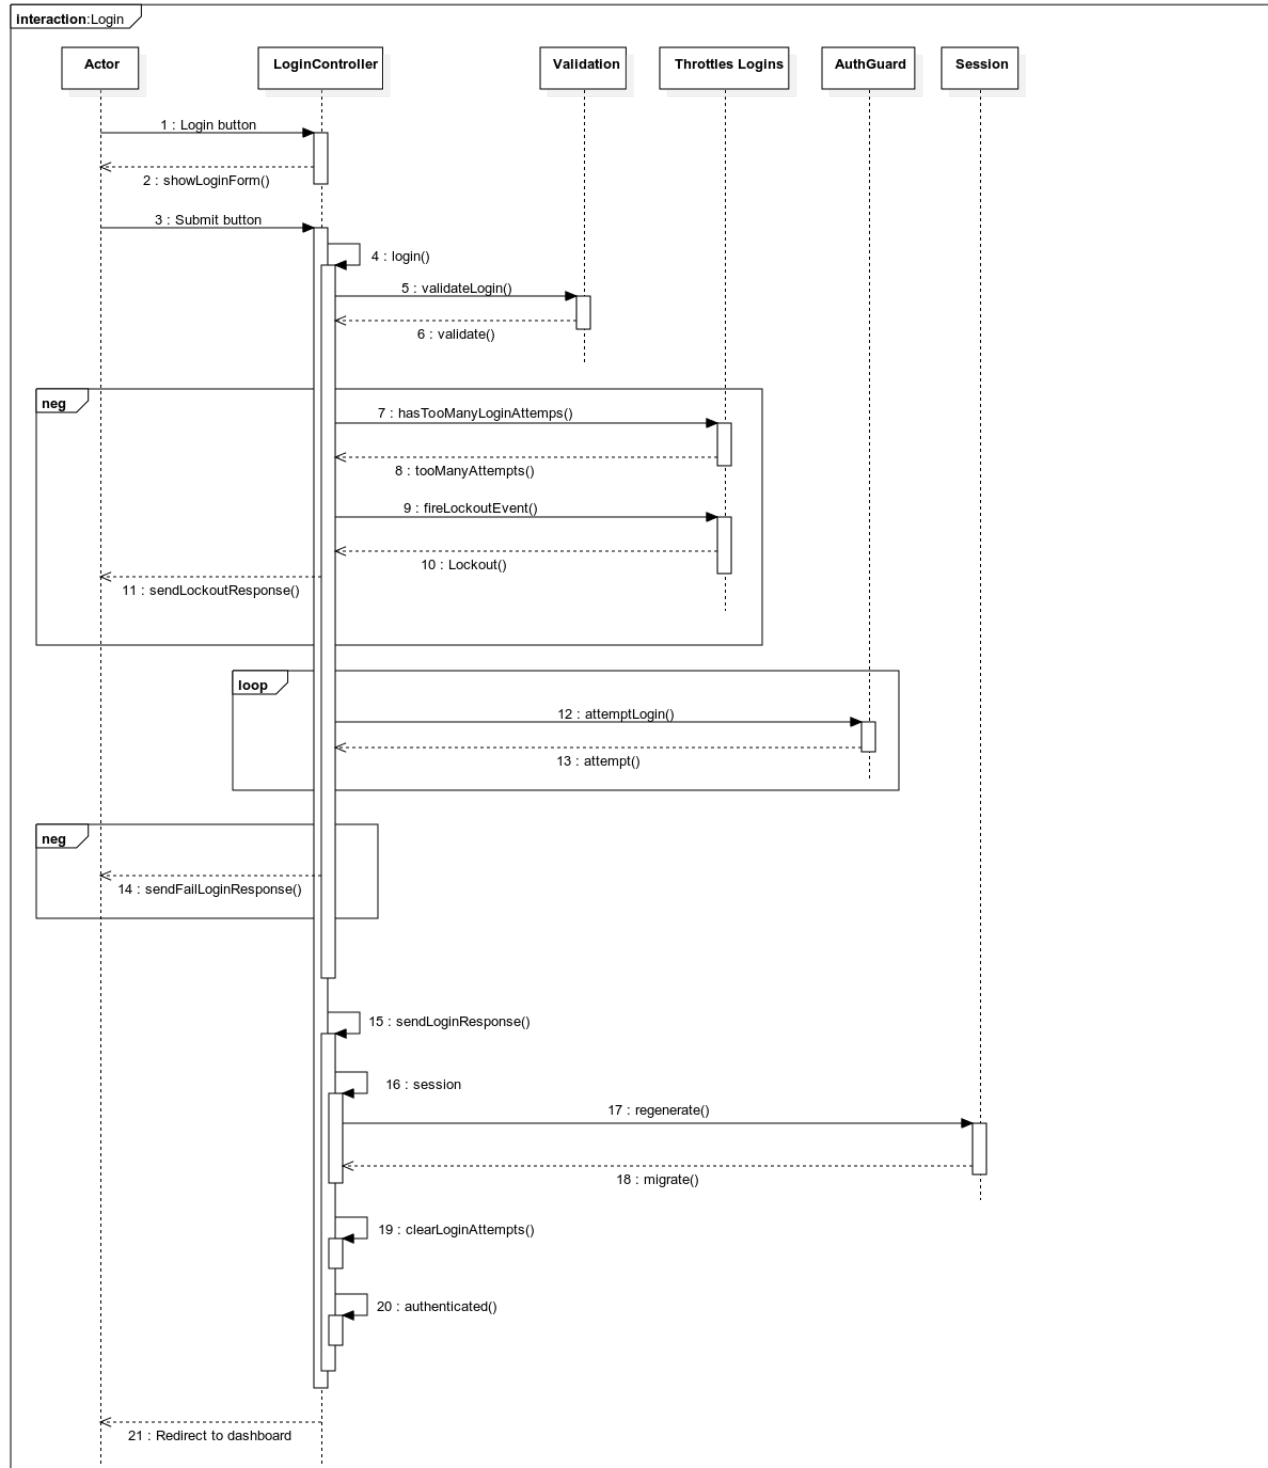 interaction:Login
Actor
LoginController
Validation
Throttles Logins
AuthGuard
Session
1 : Login button
2 : showLoginForm()
3 : Submit button
4 : login()
5 : validateLogin()
6 : validate()
neg
7 : hasTooManyLoginAttemps()
8 : tooManyAttempts()
9 : fireLockoutEvent()
10 : Lockout()
11 : sendLockoutResponse()
loop
12 : attemptLogin()
13 : attempt()
neg
14 : sendFailLoginResponse()
15 : sendLoginResponse()
16 : session
17 : regenerate()
18 : migrate()
19 : clearLoginAttempts()
20 : authenticated()
21 : Redirect to dashboard